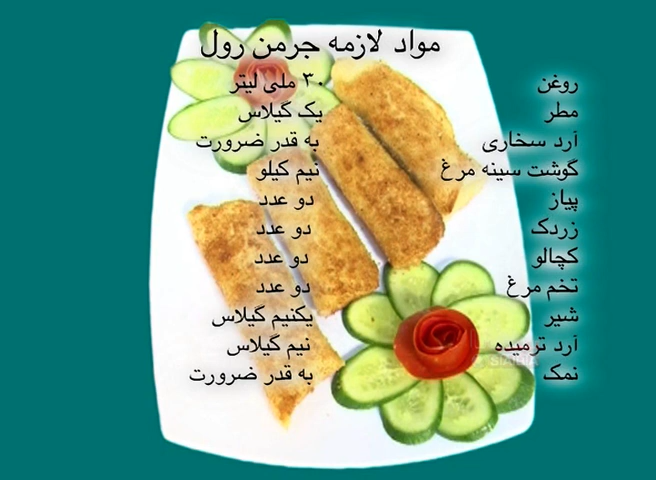 مواد لازمه جرمن رول
روغن ۳۰ ملی لیتر
مطر یک گیلاس
آرد سخاری به قدر ضرورت
گوشت سینه مرغ نیم کیلو
پیاز دو عدد
زردک دو عدد
کچالو دو عدد
تخم مرغ دو عدد
شیر یکنیم گیلاس
آرد ترمیده نیم گیلاس
نمک به قدر ضرورت